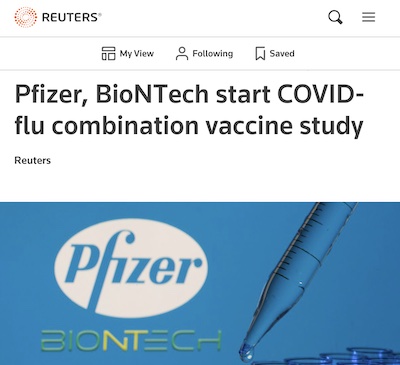 REUTERS®
My View
Following
Saved
Pfizer, BioNTech start COVID-
flu combination vaccine study
Reuters
Pfizer
BIONTECH